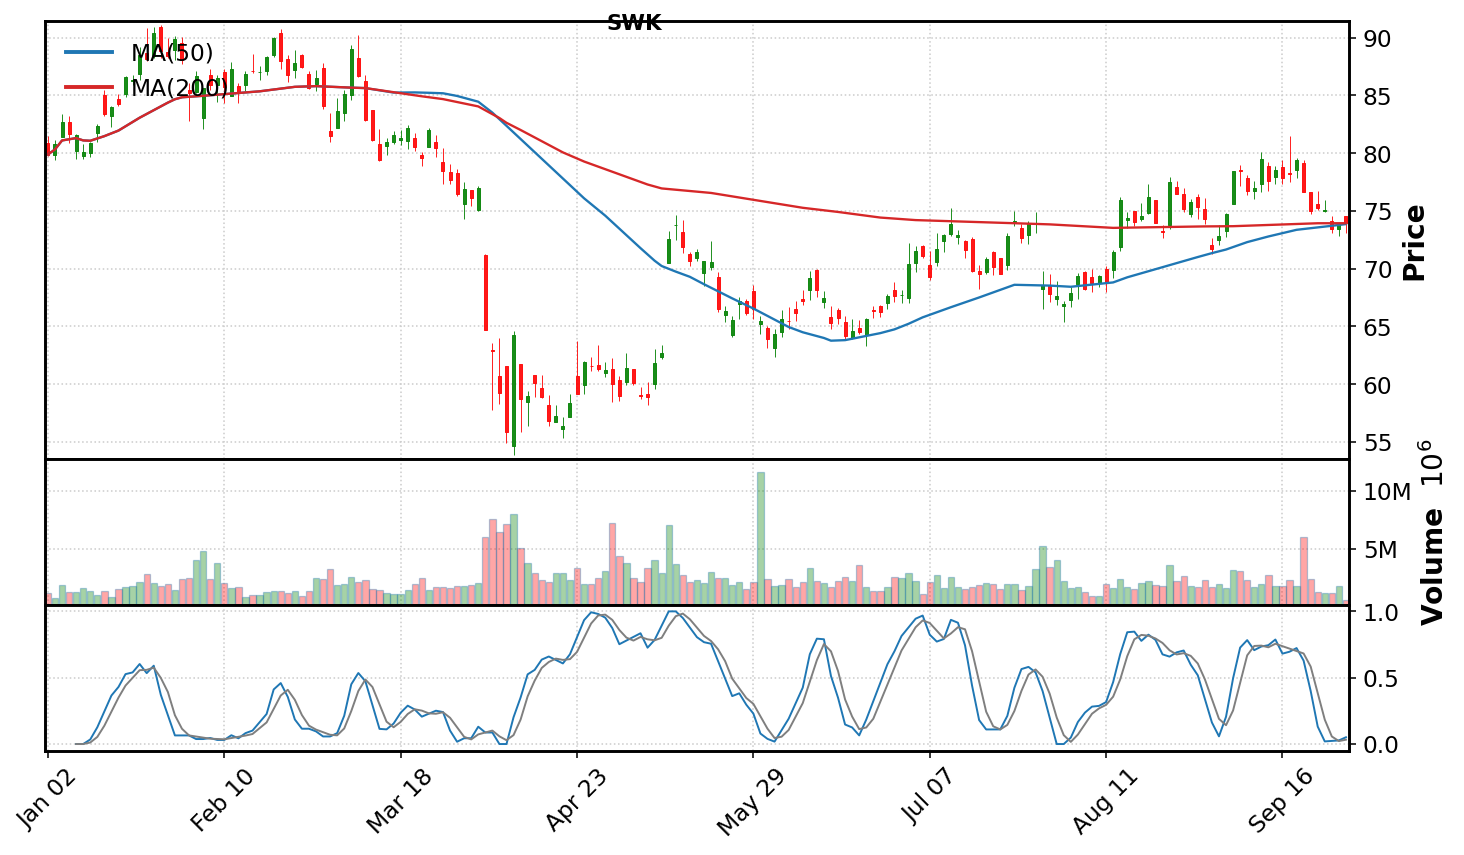 SWK
MA(50)
MA(200)
90
85
80
75
70
65
60
55
Price
10M
5M
Volume 10^6
1.0
0.5
0.0
Jan 02
Feb 10
Mar 18
Apr 23
May 29
Jul 07
Aug 11
Sep 16